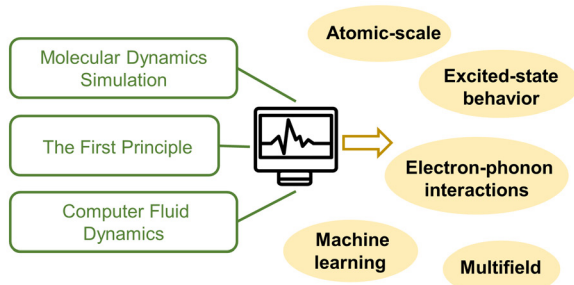 Molecular Dynamics
Simulation
The First Principle
Computer Fluid
Dynamics
Atomic-scale
Excited-state
behavior
Electron-phonon
interactions
Machine
learning
Multifield